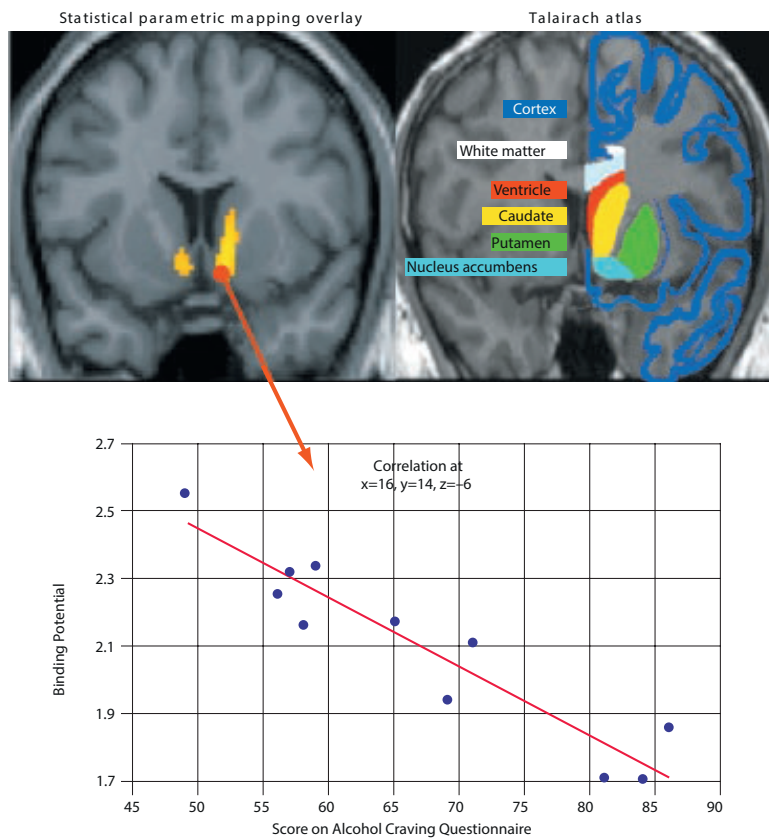 Statistical parametric mapping overlay
Talairach atlas
Cortex
White matter
Ventricle
Caudate
Putamen
Nucleus accumbens
2.7
2.5
2.3
2.1
1.9
1.7
Binding Potential
Correlation at
x=16, y=14, z=–6
45 50 55 60 65 70 75 80 85 90
Score on Alcohol Craving Questionnaire